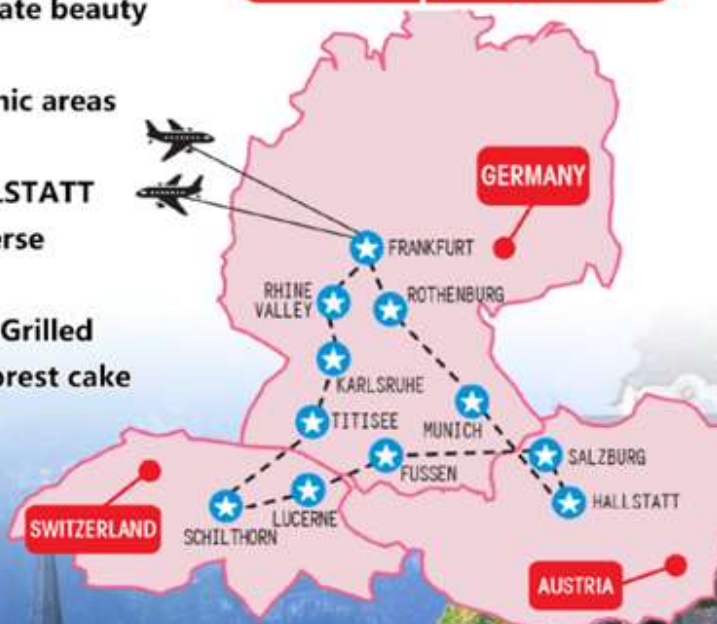 ate beauty
nic areas
LSTATT
erse
Grilled
orest cake
GERMANY
FRANKFURT
RHINE
VALLEY
ROTHENBURG
KARLSRUHE
TITISEE
MUNICH
SALZBURG
FUSSEN
HALLSTATT
LUCERNE
SCHILTHORN
SWITZERLAND
AUSTRIA